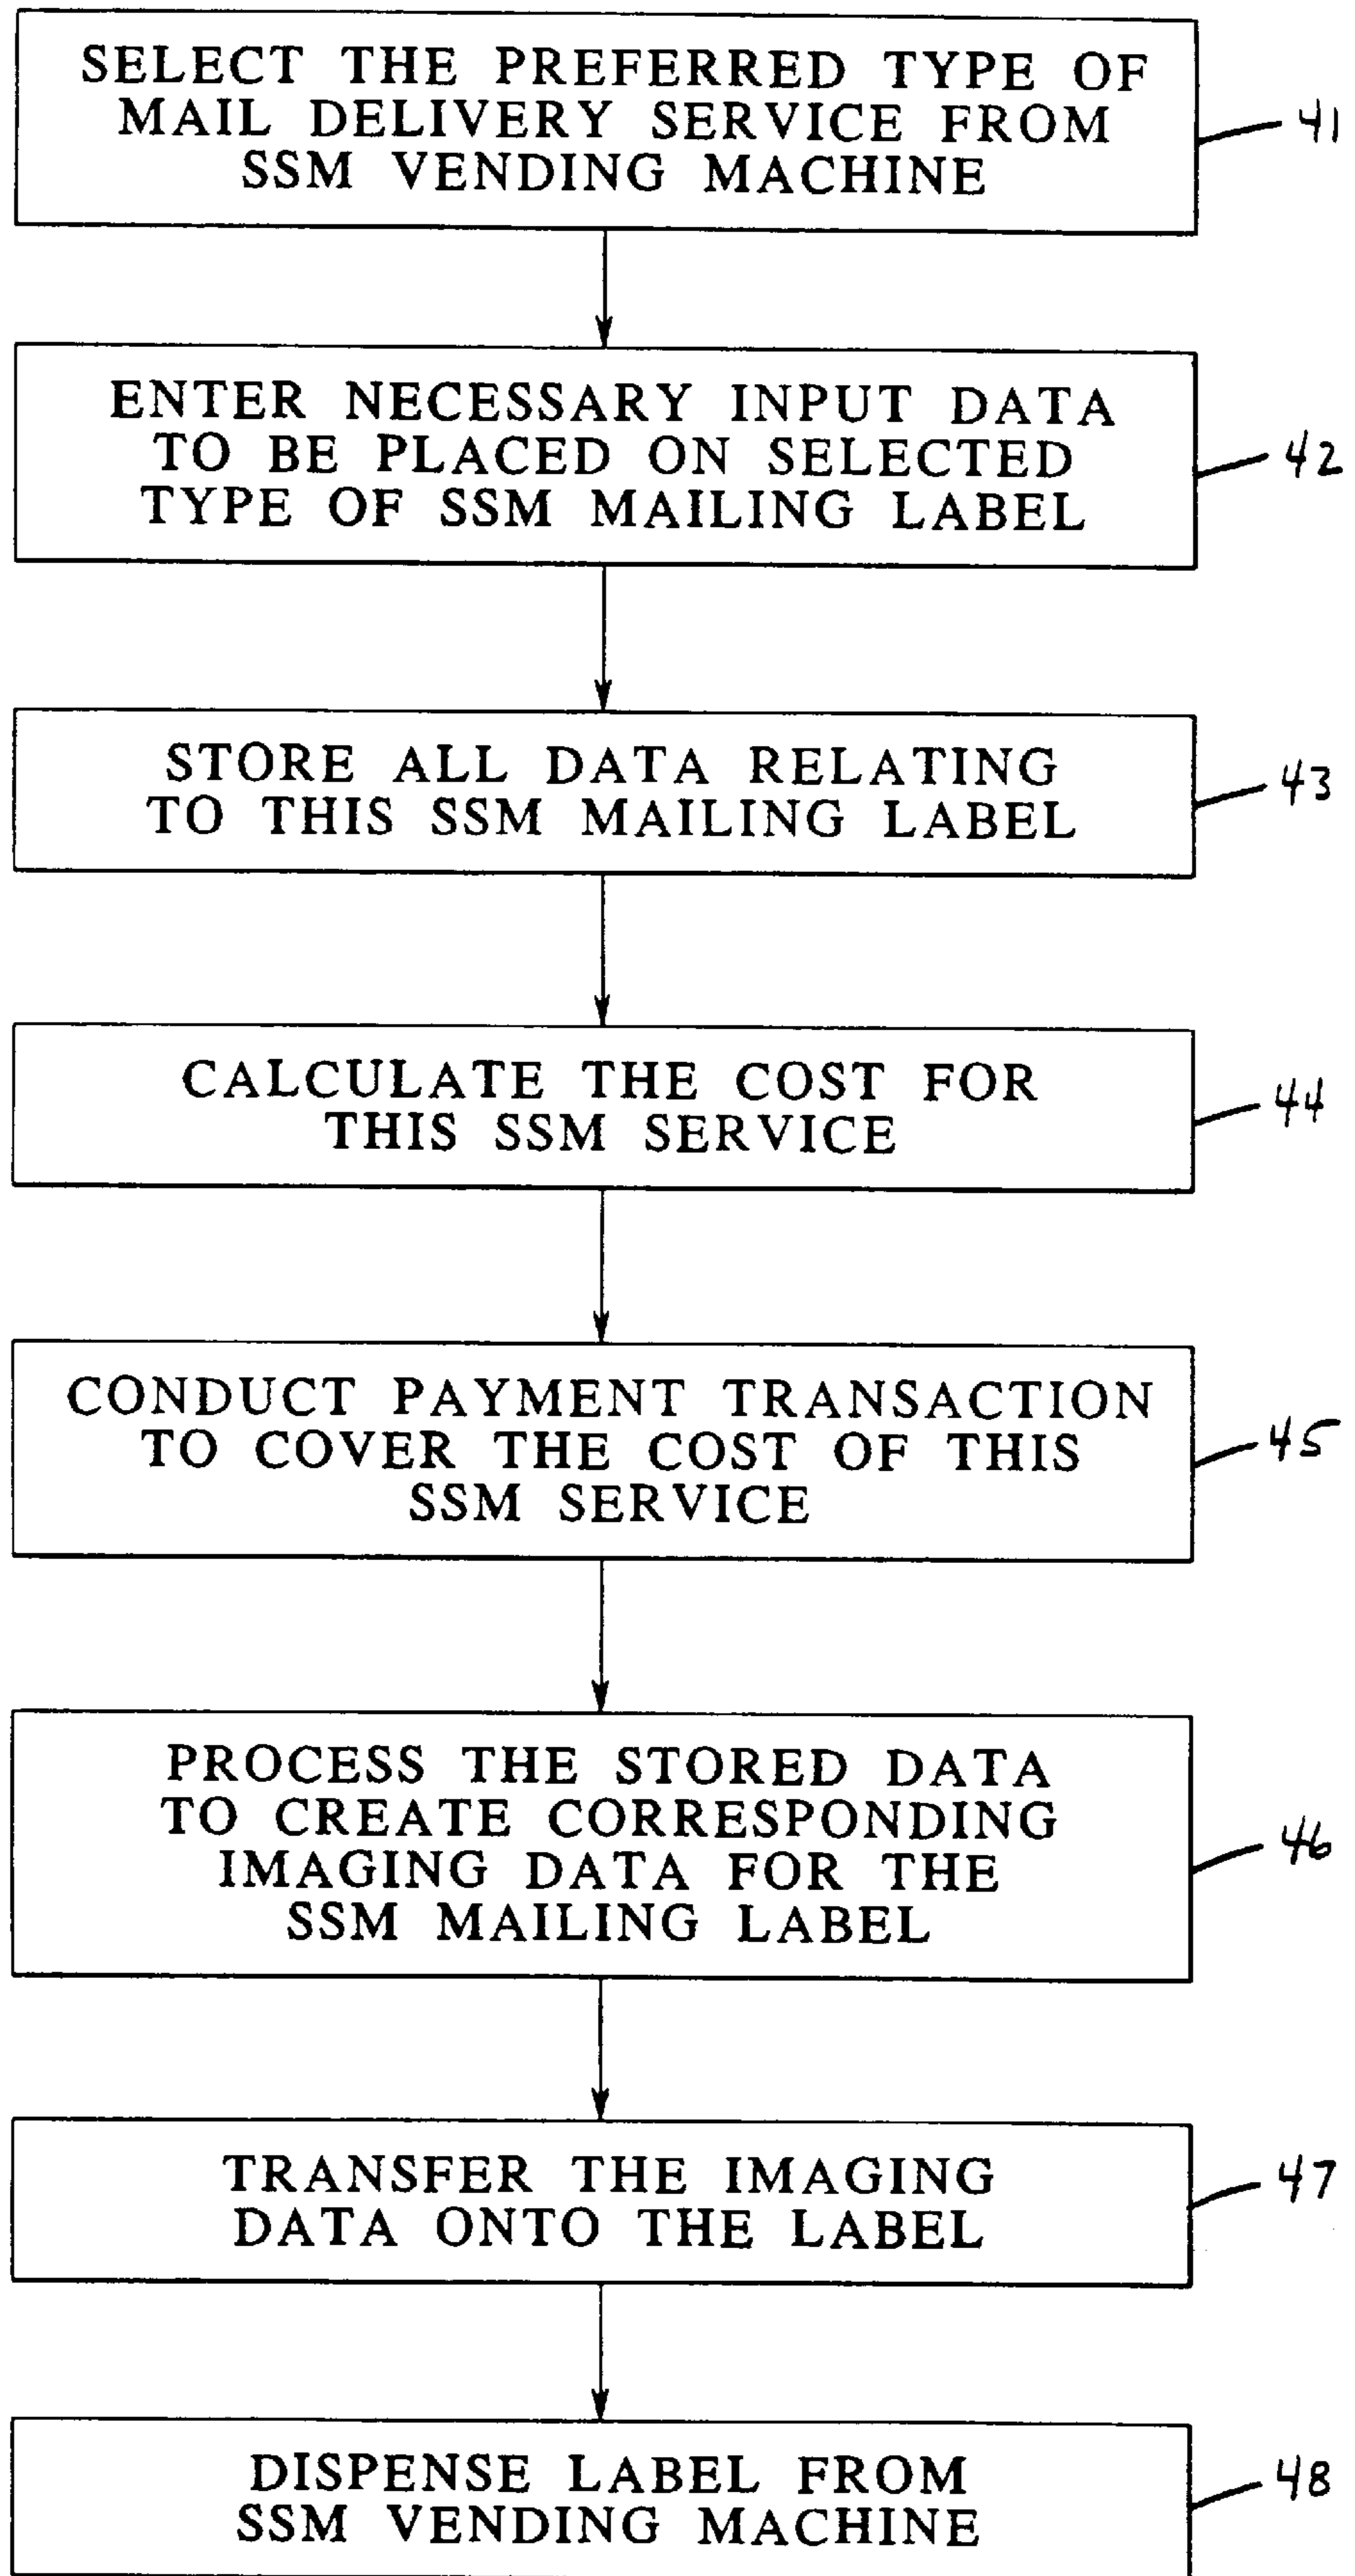 SELECT THE PREFERRED TYPE OF
MAIL DELIVERY SERVICE FROM
SSM VENDING MACHINE
41
ENTER NECESSARY INPUT DATA
TO BE PLACED ON SELECTED
TYPE OF SSM MAILING LABEL
42
STORE ALL DATA RELATING
TO THIS SSM MAILING LABEL
43
CALCULATE THE COST FOR
THIS SSM SERVICE
44
CONDUCT PAYMENT TRANSACTION
TO COVER THE COST OF THIS
SSM SERVICE
45
PROCESS THE STORED DATA
TO CREATE CORRESPONDING
IMAGING DATA FOR THE
SSM MAILING LABEL
46
TRANSFER THE IMAGING
DATA ONTO THE LABEL
47
DISPENSE LABEL FROM
SSM VENDING MACHINE
48